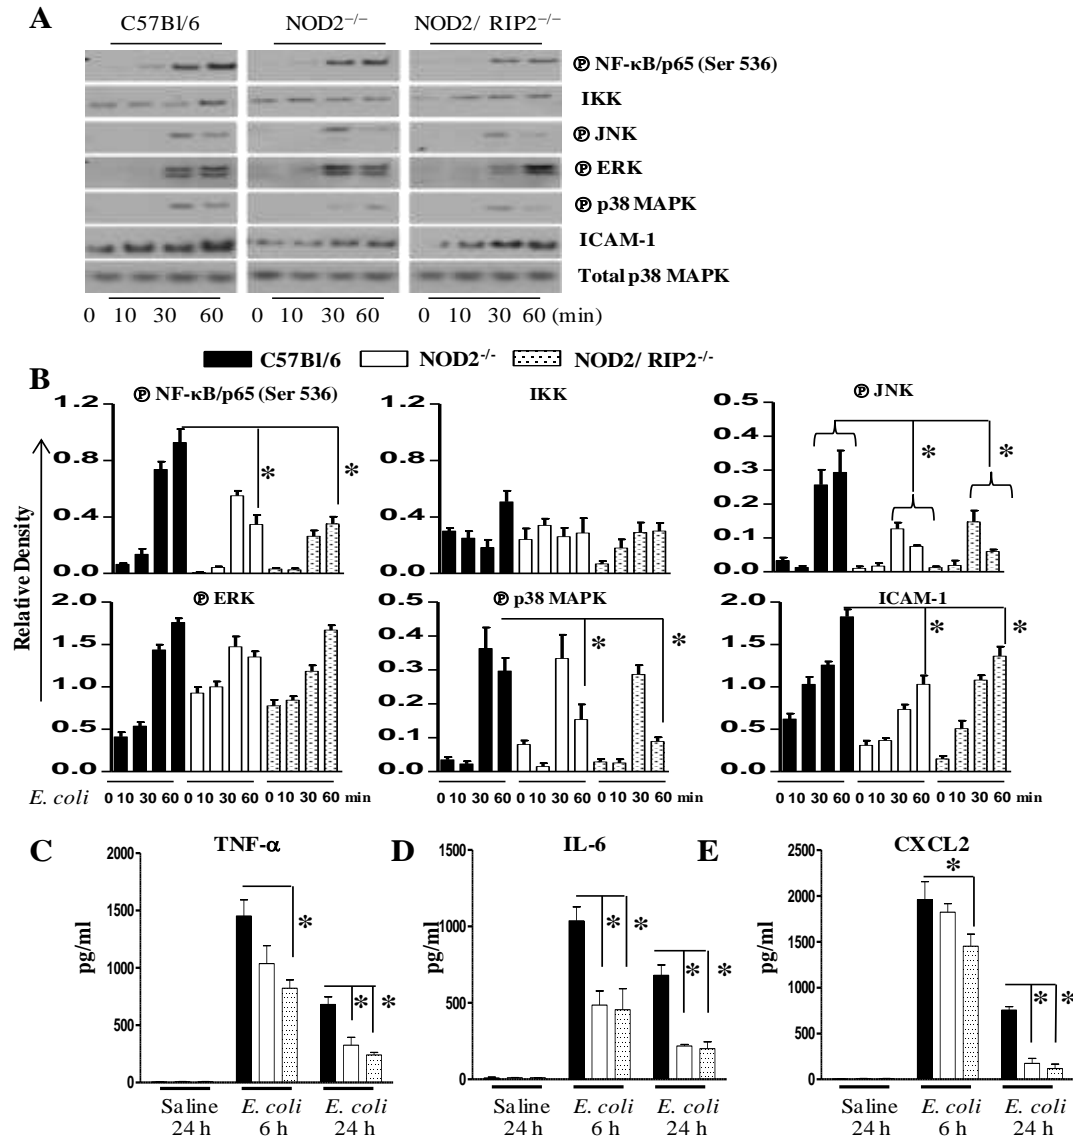 A
C57Bl/6 NOD2−/− NOD2/ RIP2−/−
Ⓟ NF-κB/p65 (Ser 536)
IKK
Ⓟ JNK
Ⓟ ERK
Ⓟ p38 MAPK
ICAM-1
Total p38 MAPK
0 10 30 60 0 10 30 60 0 10 30 60 (min)
C57Bl/6 NOD2-/- NOD2/ RIP2-/-
B
Ⓟ NF-κB/p65 (Ser 536) IKK Ⓟ JNK
Relative Density
1.2
0.8
0.4
0.0
* *
1.2
0.8
0.4
0.0
0.5
0.4
0.3
0.2
0.1
0.0
* *
Ⓟ ERK Ⓟ p38 MAPK ICAM-1
2.0
1.5
1.0
0.5
0.0
0.5
0.4
0.3
0.2
0.1
0.0
* *
2.0
1.5
1.0
0.5
0.0
* *
E. coli 0 10 30 60 0 10 30 60 0 10 30 60 min 0 10 30 60 0 10 30 60 0 10 30 60 min 0 10 30 60 0 10 30 60 0 10 30 60 min
C
TNF-α
pg/ml
2000
1500
1000
500
0
* * *
Saline E. coli E. coli
24 h 6 h 24 h
D
IL-6
pg/ml
1500
1000
500
0
* * * *
Saline E. coli E. coli
24 h 6 h 24 h
E
CXCL2
pg/ml
2500
2000
1500
1000
500
0
* * *
Saline E. coli E. coli
24 h 6 h 24 h